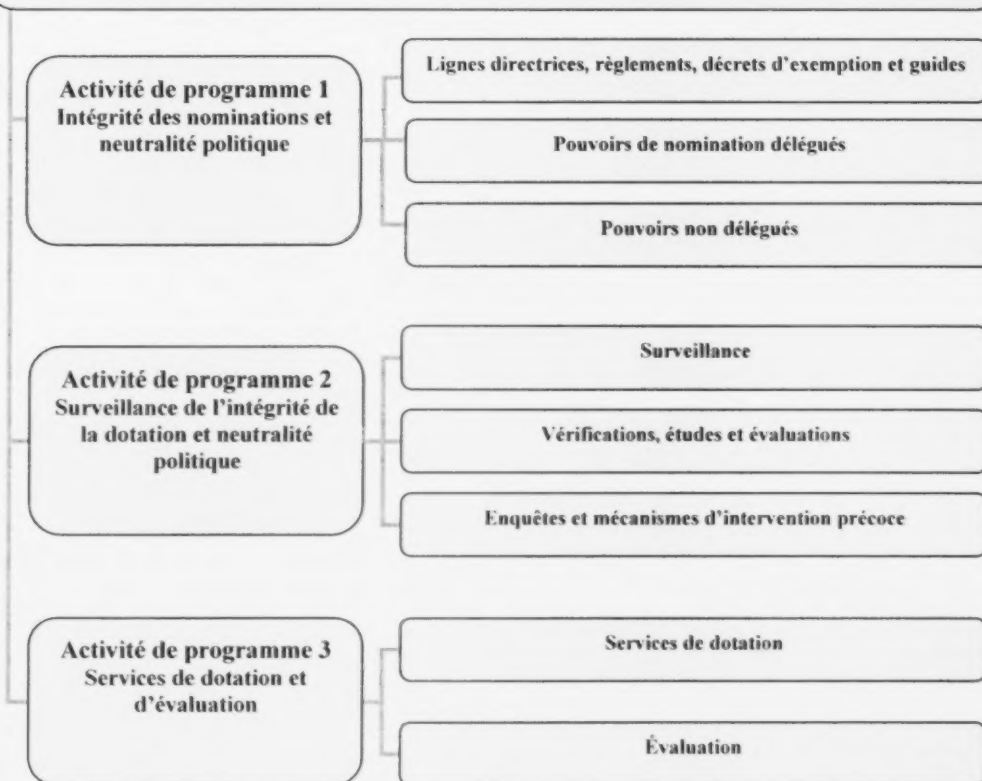 Activité de programme 1
Intégrité des nominations et
neutralité politique
Lignes directrices, règlements, décrets d'exemption et guides
Pouvoirs de nomination délégués
Pouvoirs non délégués
Activité de programme 2
Surveillance de l'intégrité de
la dotation et neutralité
politique
Surveillance
Vérifications, études et évaluations
Enquêtes et mécanismes d'intervention précoce
Activité de programme 3
Services de dotation et
d'évaluation
Services de dotation
Évaluation